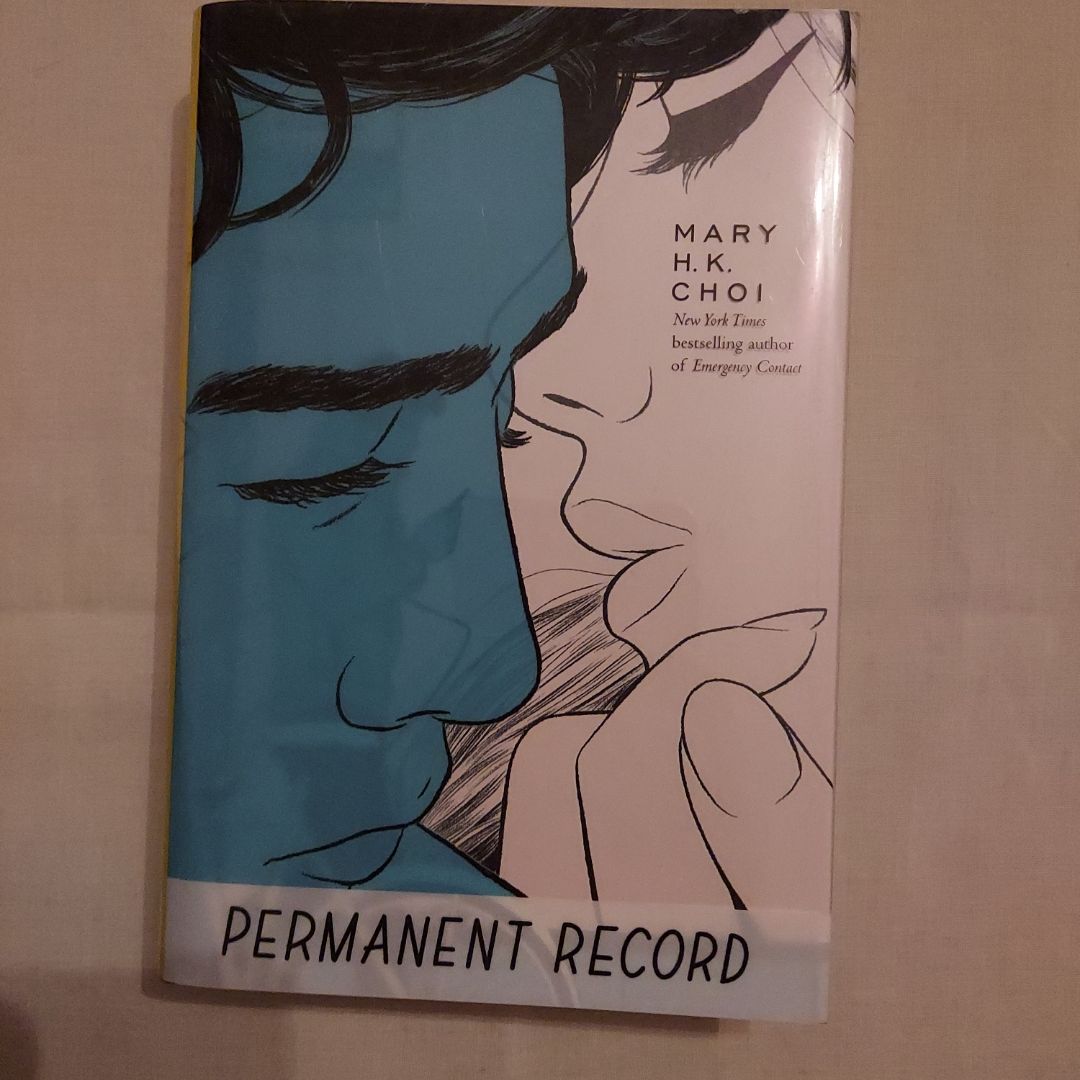 MARY
H. K.
CHOI
New York Times
bestselling author
of Emergency Contact
PERMANENT RECORD